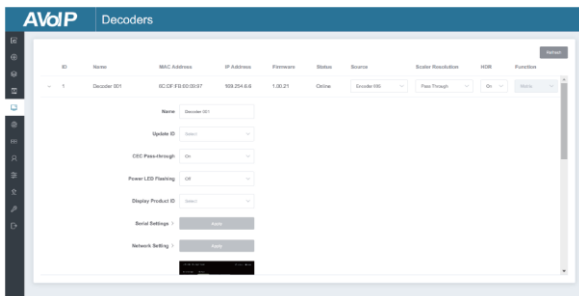 AVoIP Decoders
Refresh
ID Name MAC Address IP Address Firmware Status Source Scaler Resolution HDR Function
1 Decoder 001 1.00.21 Online Pass Through On
Name Decoder 001
Update ID Select
CEC Pass-through On
Power LED Flashing Off
Display Product ID Select
Serial Settings > Apply
Network Setting > Apply